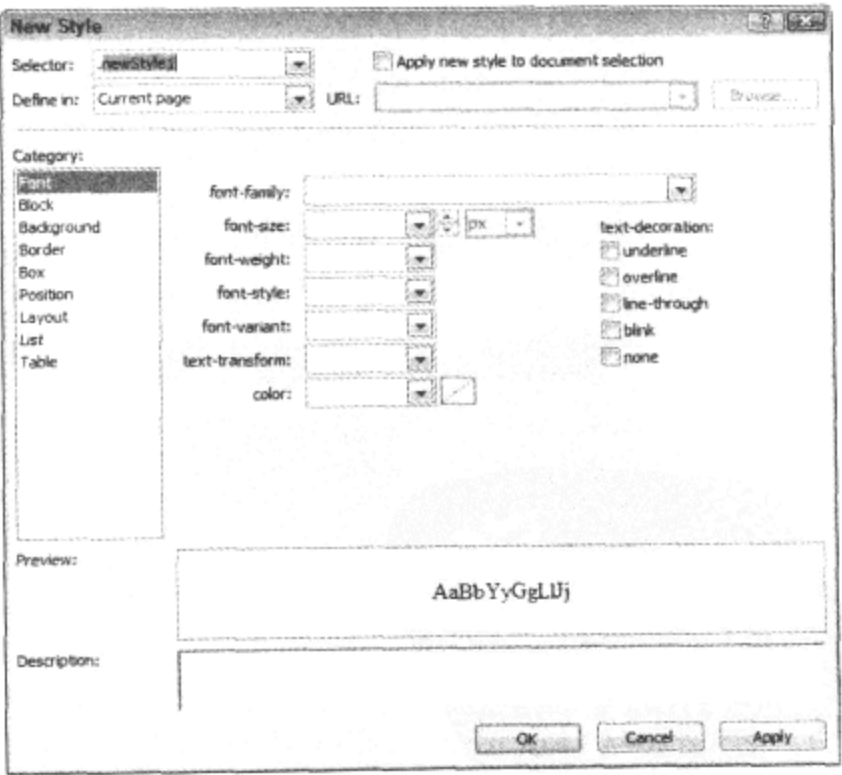 New Style
Selector: .newStyle1
Apply new style to document selection
Define in: Current page URL: Browse...
Category:
Font
Block
Background
Border
Box
Position
Layout
List
Table
font-family:
font-size: px
font-weight:
font-style:
font-variant:
text-transform:
color:
text-decoration:
underline
overline
line-through
blink
none
Preview:
AaBbYyGgLlJj
Description:
OK Cancel Apply